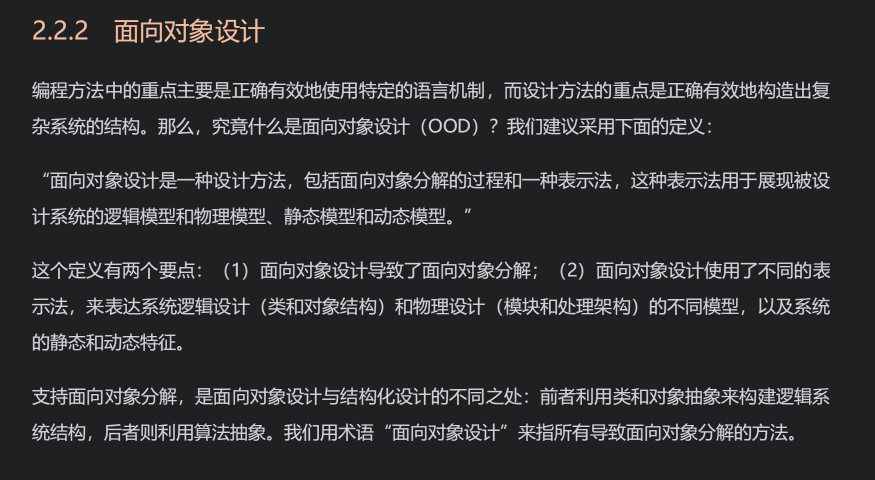 2.2.2 面向对象设计
编程方法中的重点主要是正确有效地使用特定的语言机制，而设计方法的重点是正确有效地构造出复
杂系统的结构。那么，究竟什么是面向对象设计（OOD）？我们建议采用下面的定义：
“面向对象设计是一种设计方法，包括面向对象分解的过程和一种表示法，这种表示法用于展现被设
计系统的逻辑模型和物理模型、静态模型和动态模型。”
这个定义有两个要点：（1）面向对象设计导致了面向对象分解；（2）面向对象设计使用了不同的表
示法，来表达系统逻辑设计（类和对象结构）和物理设计（模块和处理架构）的不同模型，以及系统
的静态和动态特征。
支持面向对象分解，是面向对象设计与结构化设计的不同之处：前者利用类和对象抽象来构建逻辑系
统结构，后者则利用算法抽象。我们用术语“面向对象设计”来指所有导致面向对象分解的方法。